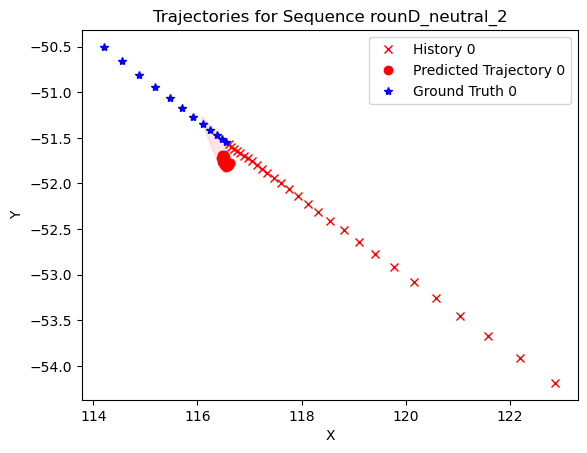 Trajectories for Sequence rounD_neutral_2
History 0
Predicted Trajectory 0
Ground Truth 0
Y
−50.5
−51.0
−51.5
−52.0
−52.5
−53.0
−53.5
−54.0
114 116 118 120 122
X